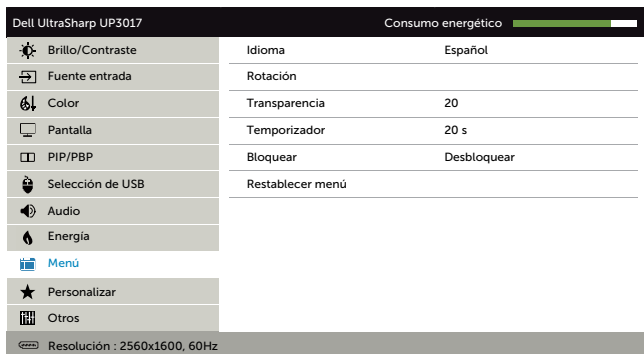 Dell UltraSharp UP3017 Consumo energético
Brillo/Contraste Idioma Español
Fuente entrada Rotación
Color Transparencia 20
Pantalla Temporizador 20 s
PIP/PBP Bloquear Desbloquear
Selección de USB Restablecer menú
Audio
Energía
Menú
Personalizar
Otros
Resolución : 2560x1600, 60Hz